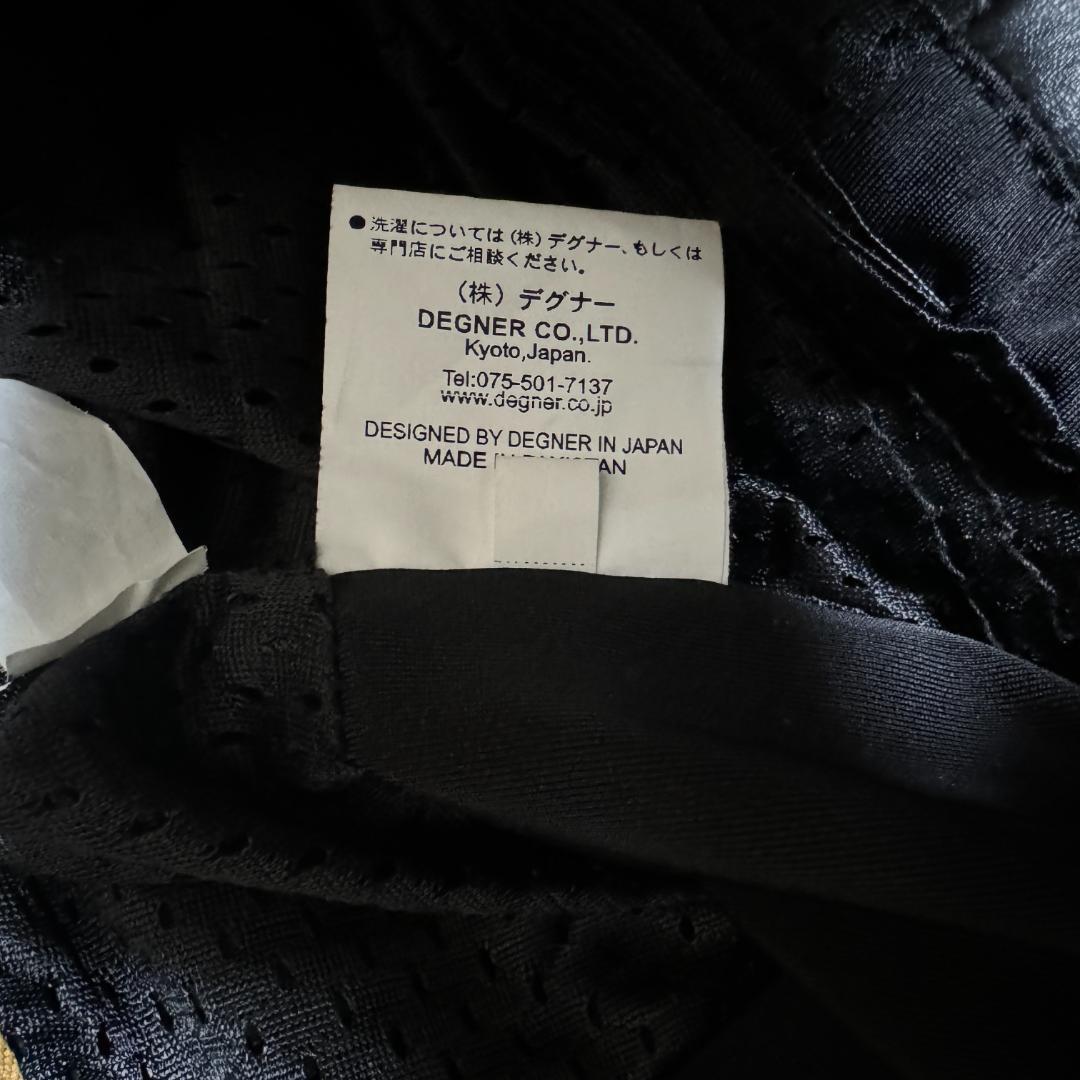 ●洗濯については(株)デグナー、もしくは
専門店にご相談ください。
(株)デグナー
DEGNER CO.,LTD.
Kyoto,Japan.
Tel:075-501-7137
www.degner.co.jp
DESIGNED BY DEGNER IN JAPAN
MADE IN PAKISTAN